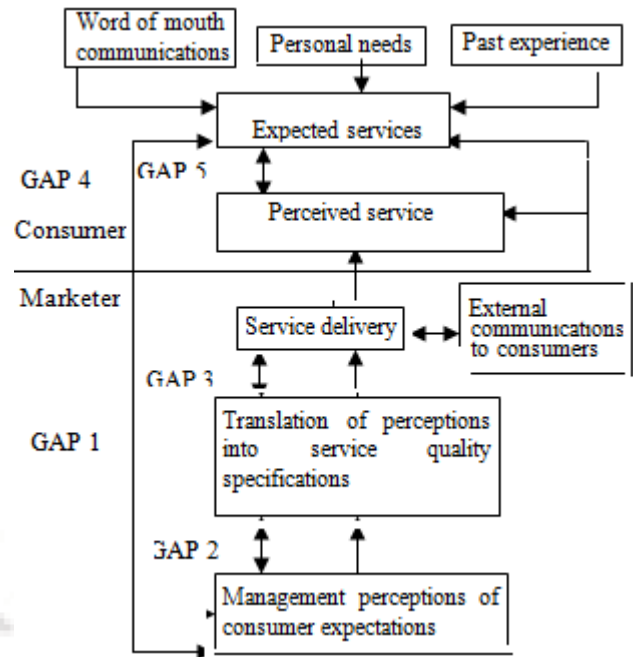 Word of mouth
communications
Personal needs
Past experience
Expected services
GAP 4
GAP 5
Perceived service
Consumer
Marketer
Service delivery
External
communications
to consumers
GAP 3
Translation of perceptions
into service quality
specifications
GAP 1
GAP 2
Management perceptions of
consumer expectations